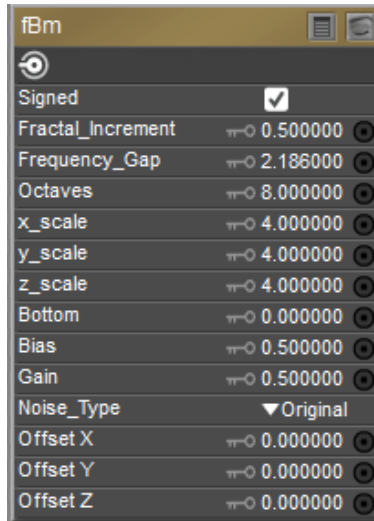 fBm
Signed
Fractal_Increment 0.500000
Frequency_Gap 2.186000
Octaves 8.000000
x_scale 4.000000
y_scale 4.000000
z_scale 4.000000
Bottom 0.000000
Bias 0.500000
Gain 0.500000
Noise_Type ▼Original
Offset X 0.000000
Offset Y 0.000000
Offset Z 0.000000